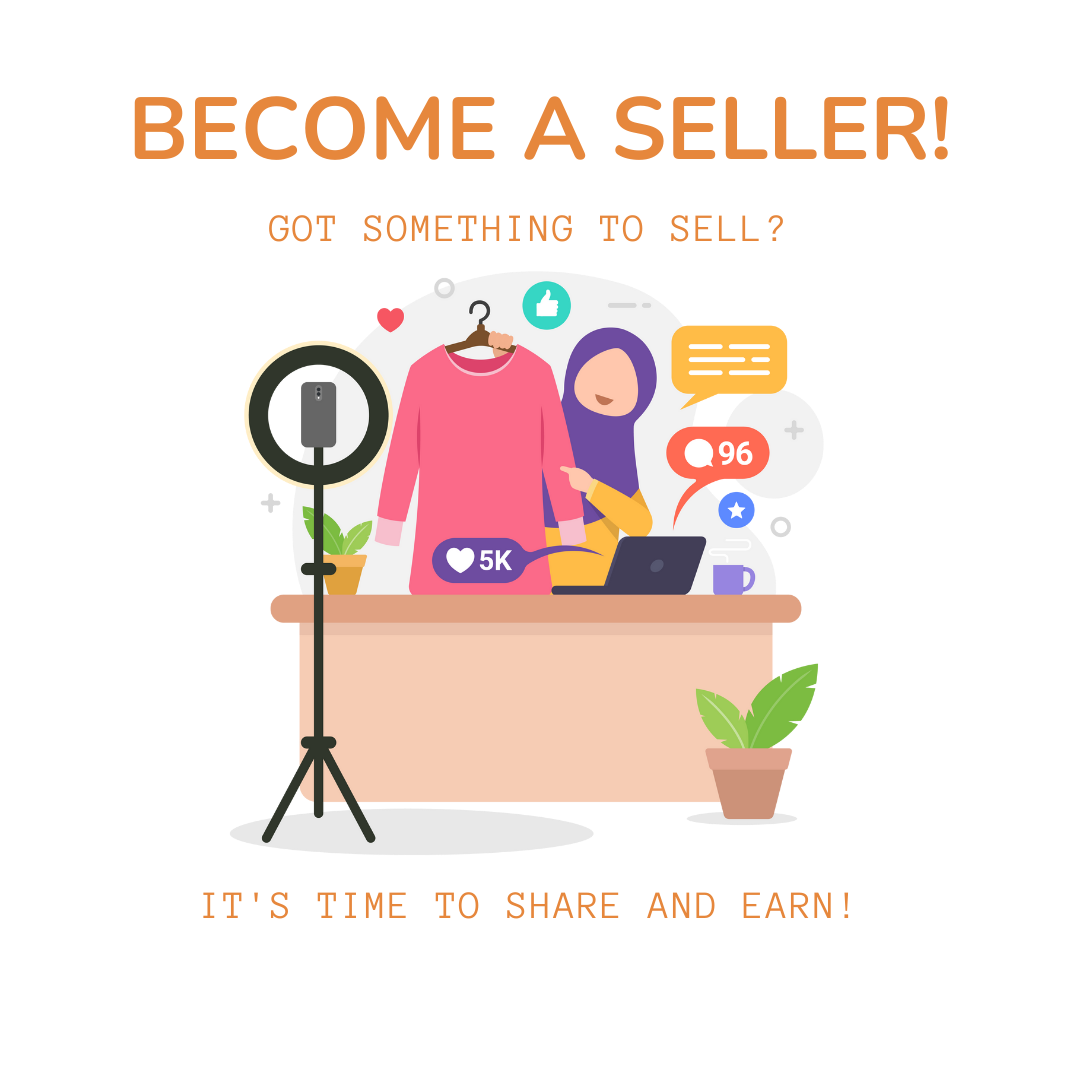 BECOME A SELLER!
GOT SOMETHING TO SELL?
96
5K
IT'S TIME TO SHARE AND EARN!